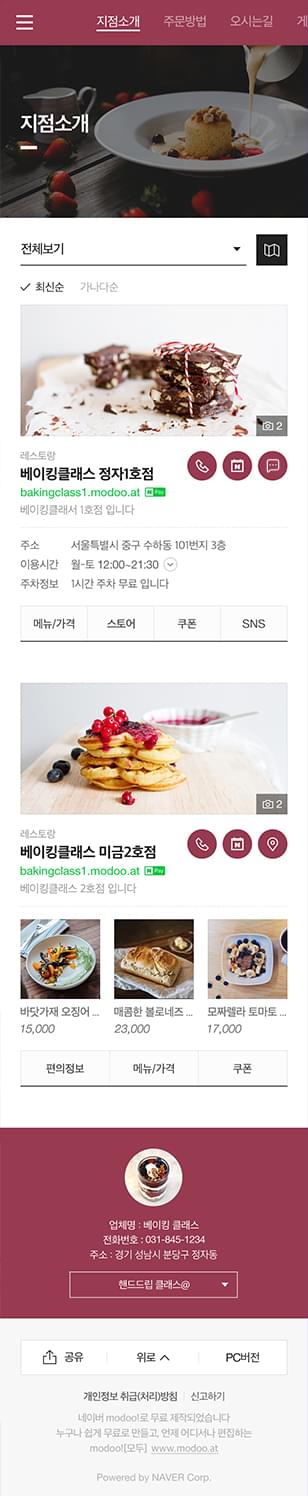 지점소개 주문방법 오시는길 게
지점소개
전체보기
최신순 가나다순
2
레스토랑
베이킹클래스 정자1호점
bakingclass1.modoo.at N Pay
베이킹클래서 1호점 입니다
주소 서울특별시 중구 수하동 101번지 3층
이용시간 월-토 12:00~21:30
주차정보 1시간 주차 무료 입니다
메뉴/가격 스토어 쿠폰 SNS
2
레스토랑
베이킹클래스 미금2호점
bakingclass1.modoo.at N Pay
베이킹클래스 2호점 입니다
바닷가재 오징어 ... 매콤한 볼로네즈 ... 모짜렐라 토마토 ...
15,000 23,000 17,000
편의정보 메뉴/가격 쿠폰
업체명 : 베이킹 클래스
전화번호 : 031-845-1234
주소 : 경기 성남시 분당구 정자동
핸드드립 클래스@
공유 위로 PC버전
개인정보 취급(처리)방침 신고하기
네이버 modoo!로 무료 제작되었습니다
누구나 쉽게 무료로 만들고, 언제 어디서나 편집하는
modoo![모두] www.modoo.at
Powered by NAVER Corp.